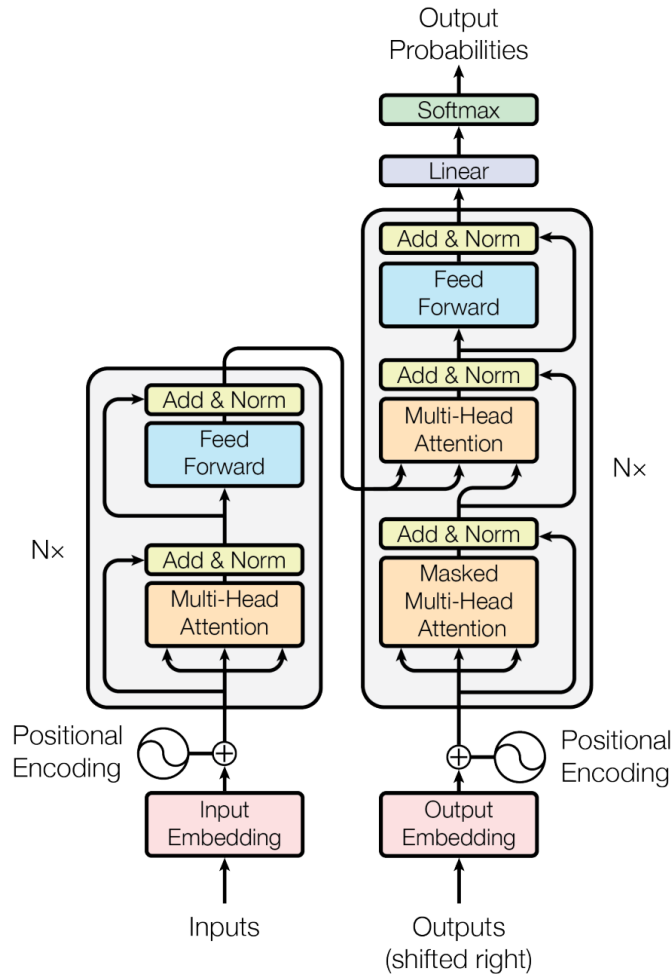 Output
Probabilities
Softmax
Linear
Add & Norm
Feed
Forward
Add & Norm
Multi-Head
Attention
Add & Norm
Masked
Multi-Head
Attention
Nx
Add & Norm
Feed
Forward
Add & Norm
Multi-Head
Attention
Nx
Positional
Encoding
Positional
Encoding
Input
Embedding
Output
Embedding
Inputs
Outputs
(shifted right)